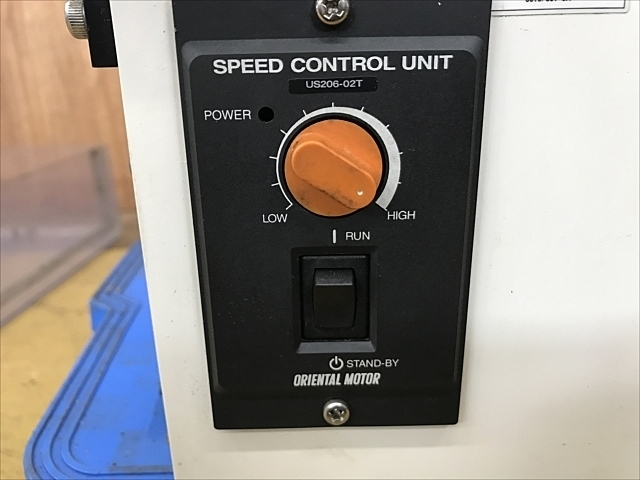 SPEED CONTROL UNIT
US206-02T
POWER
LOW
HIGH
RUN
STAND-BY
ORIENTAL MOTOR